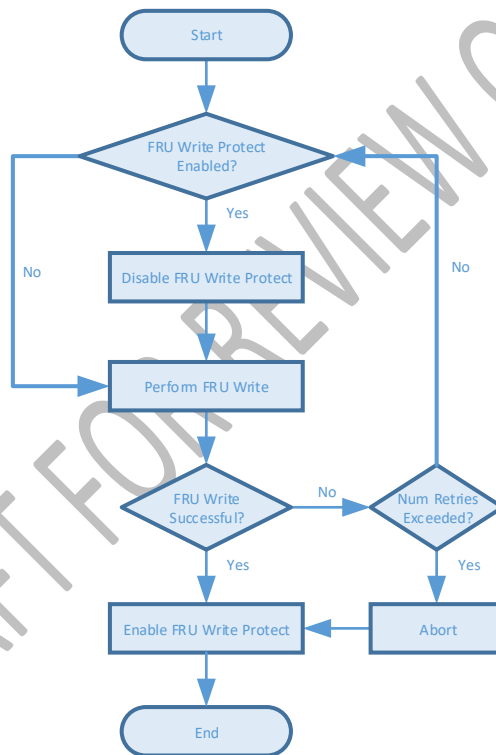 Start
FRU Write Protect
Enabled?
Yes
No
No
Disable FRU Write Protect
Perform FRU Write
FRU Write
Successful?
No
Num Retries
Exceeded?
Yes
Yes
Enable FRU Write Protect
Abort
End
FOR REVIEW